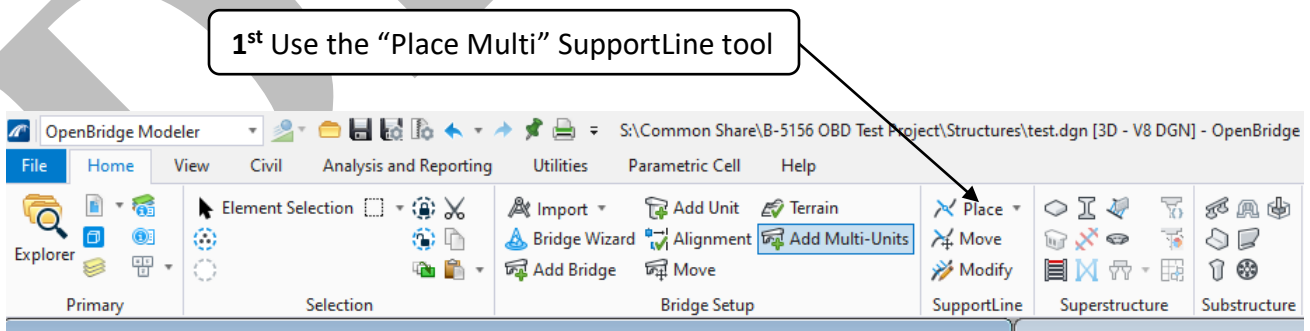 1st Use the “Place Multi” SupportLine tool
OpenBridge Modeler S:\Common Share\B-5156 OBD Test Project\Structures\test.dgn [3D - V8 DGN] - OpenBridge
File Home View Civil Analysis and Reporting Utilities Parametric Cell Help
Element Selection Import Add Unit Terrain Place
Explorer Bridge Wizard Alignment Add Multi-Units Move
Add Bridge Move Modify
Primary Selection Bridge Setup SupportLine Superstructure Substructure